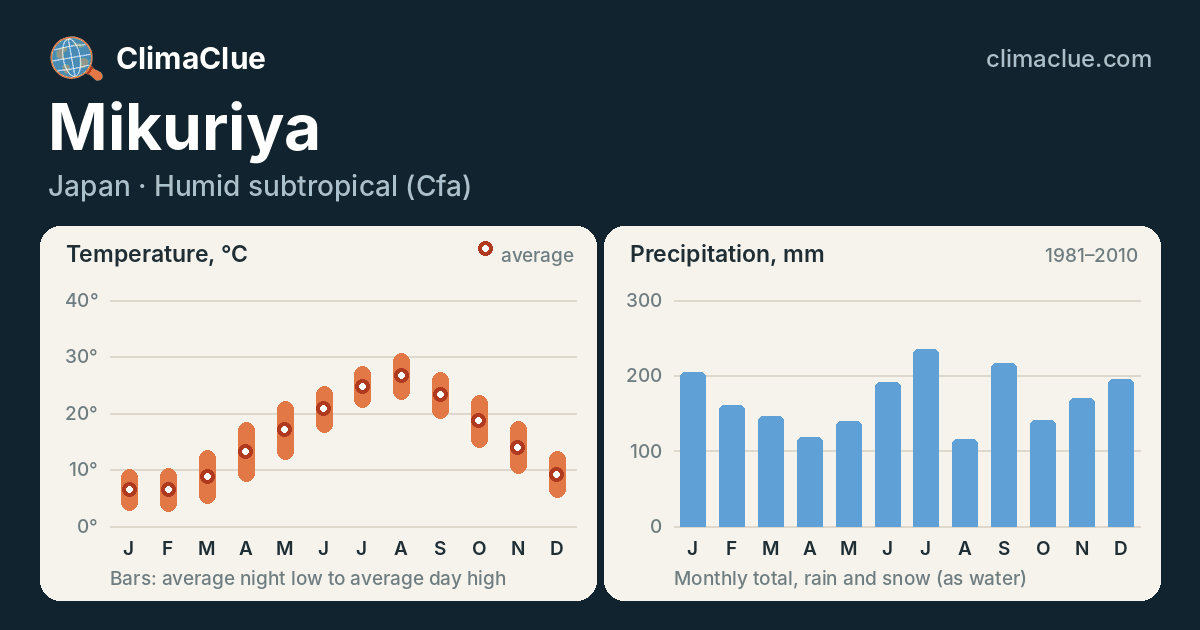 ClimaClue
climaclue.com
Mikuriya
Japan · Humid subtropical (Cfa)
Temperature, °C
average
40°
30°
20°
10°
0°
J F M A M J J A S O N D
Bars: average night low to average day high
Precipitation, mm
1981–2010
300
200
100
0
J F M A M J J A S O N D
Monthly total, rain and snow (as water)